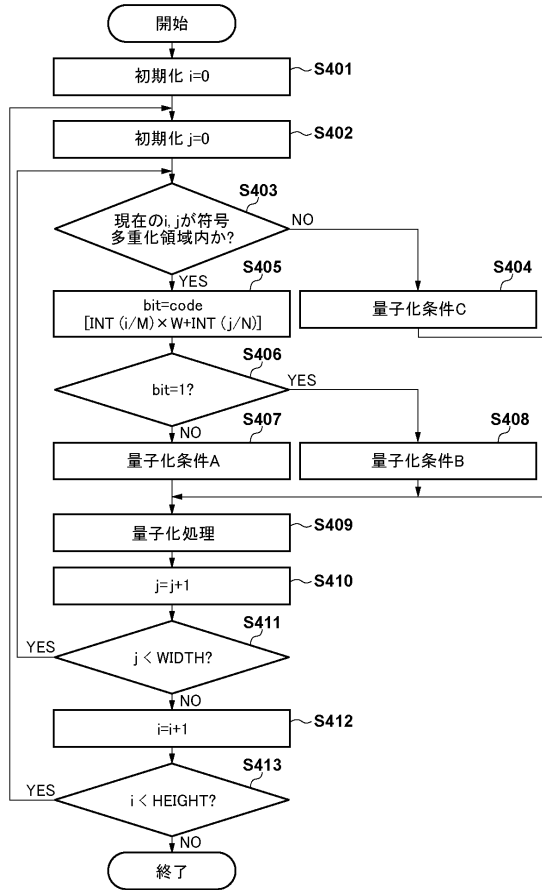 開始
初期化 i=0
S401
初期化 j=0
S402
S403
現在のi, jが符号
多重化領域内か?
NO
YES
S405
S404
bit=code
[INT (i/M) × W+INT (j/N)]
量子化条件C
S406
bit=1?
YES
NO
S407
S408
量子化条件A
量子化条件B
量子化処理
S409
j=j+1
S410
S411
YES
j < WIDTH?
NO
i=i+1
S412
S413
YES
i < HEIGHT?
NO
終了